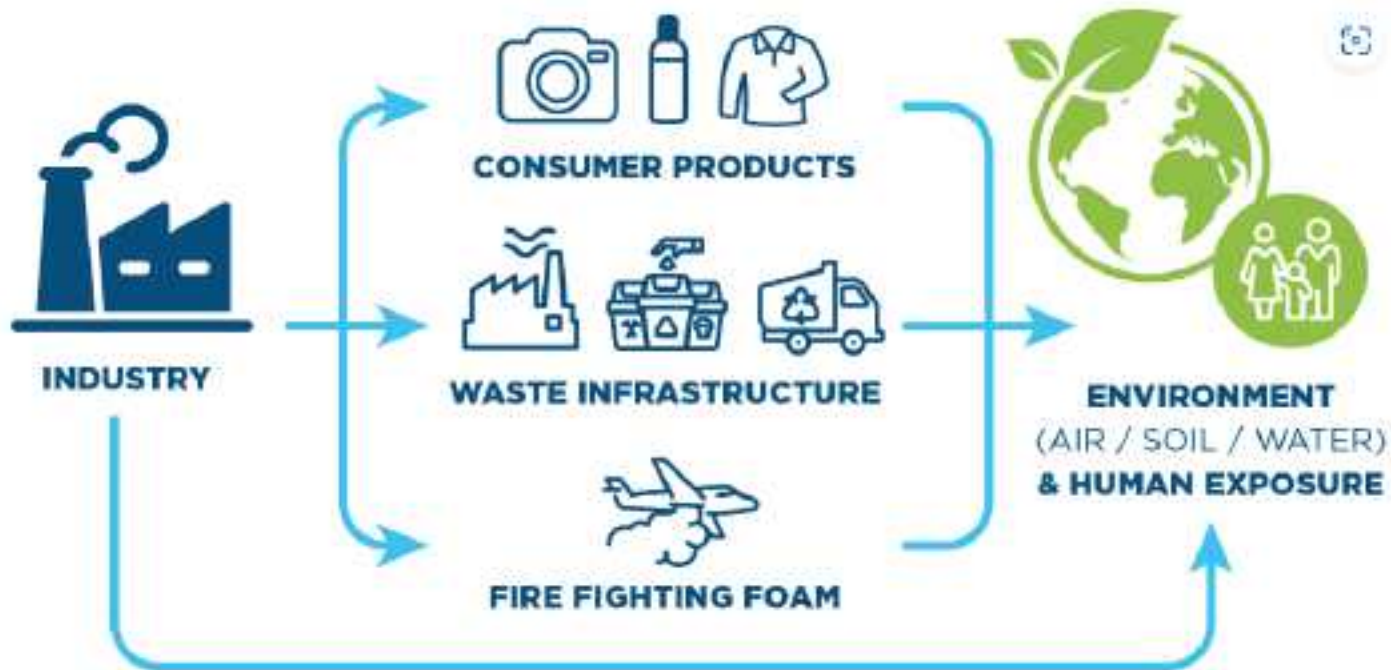 CONSUMER PRODUCTS
INDUSTRY
WASTE INFRASTRUCTURE
ENVIRONMENT
(AIR / SOIL / WATER)
& HUMAN EXPOSURE
FIRE FIGHTING FOAM